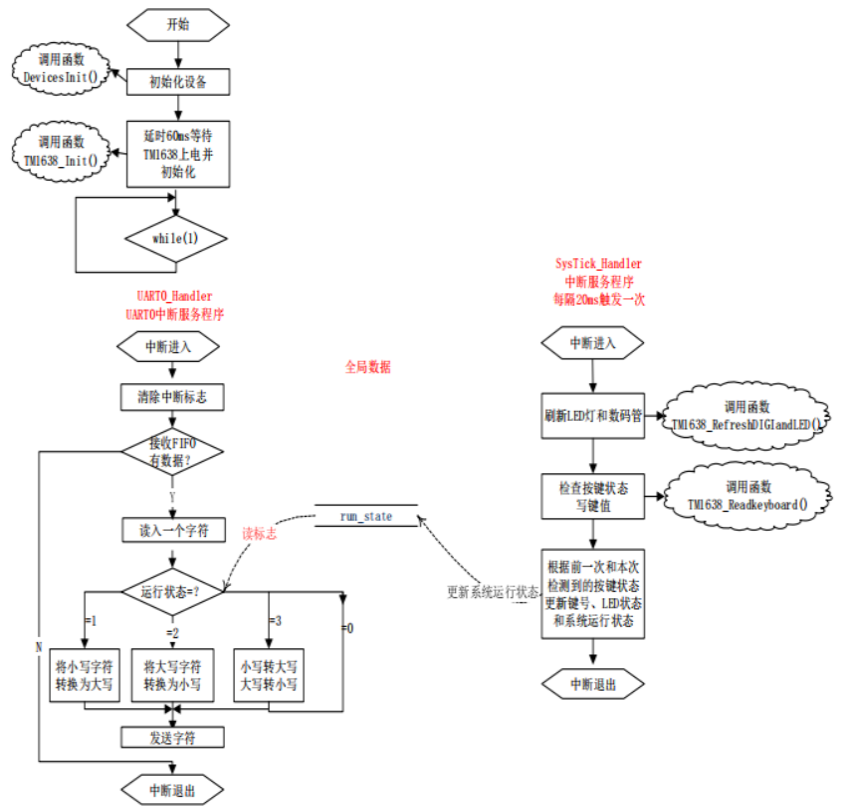 开始
调用函数
DevicesInit()
初始化设备
调用函数
TM1638_Init()
延时60ms等待
TM1638上电并
初始化
while(1)
UART0_Handler
UART0中断服务程序
中断进入
清除中断标志
接收FIFO
有数据?
Y
N
读入一个字符
运行状态=?
=1
=2
=3
=0
将小写字符
转换为大写
将大写字符
转换为小写
小写转大写
大写转小写
发送字符
中断退出
全局数据
run_state
读标志
更新系统运行状态
SysTick_Handler
中断服务程序
每隔20ms触发一次
中断进入
刷新LED灯和数码管
调用函数
TM1638_RefreshDIGIandLED()
检查按键状态
写键值
调用函数
TM1638_Readkeyboard()
根据前一次和本次
检测到的按键状态
更新键号、LED状态
和系统运行状态
中断退出